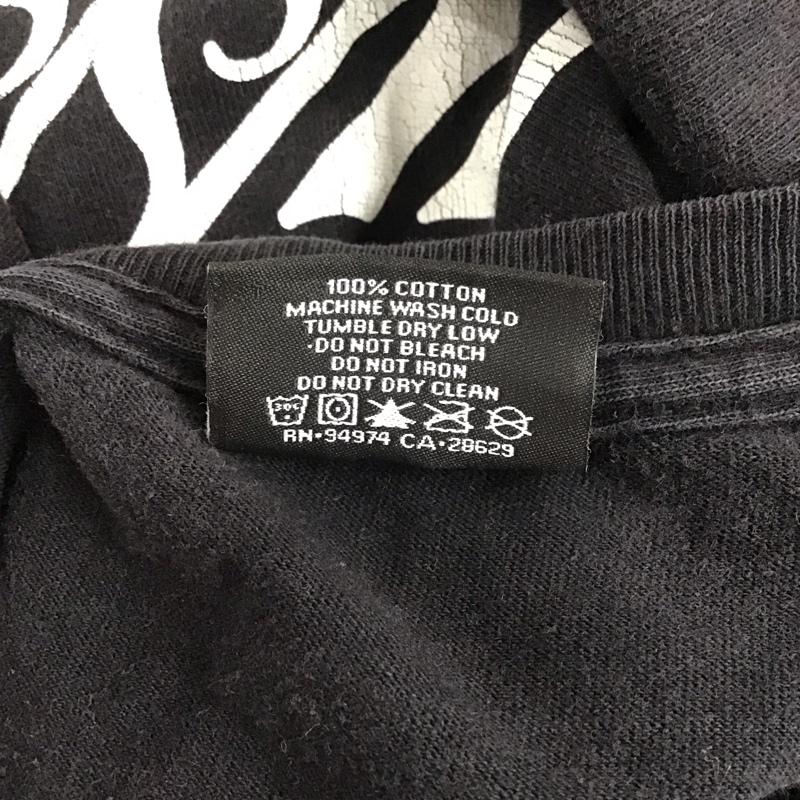 100% COTTON
MACHINE WASH COLD
TUMBLE DRY LOW
·DO NOT BLEACH
DO NOT IRON
DO NOT DRY CLEAN
30C
RN·94974 CA·28629